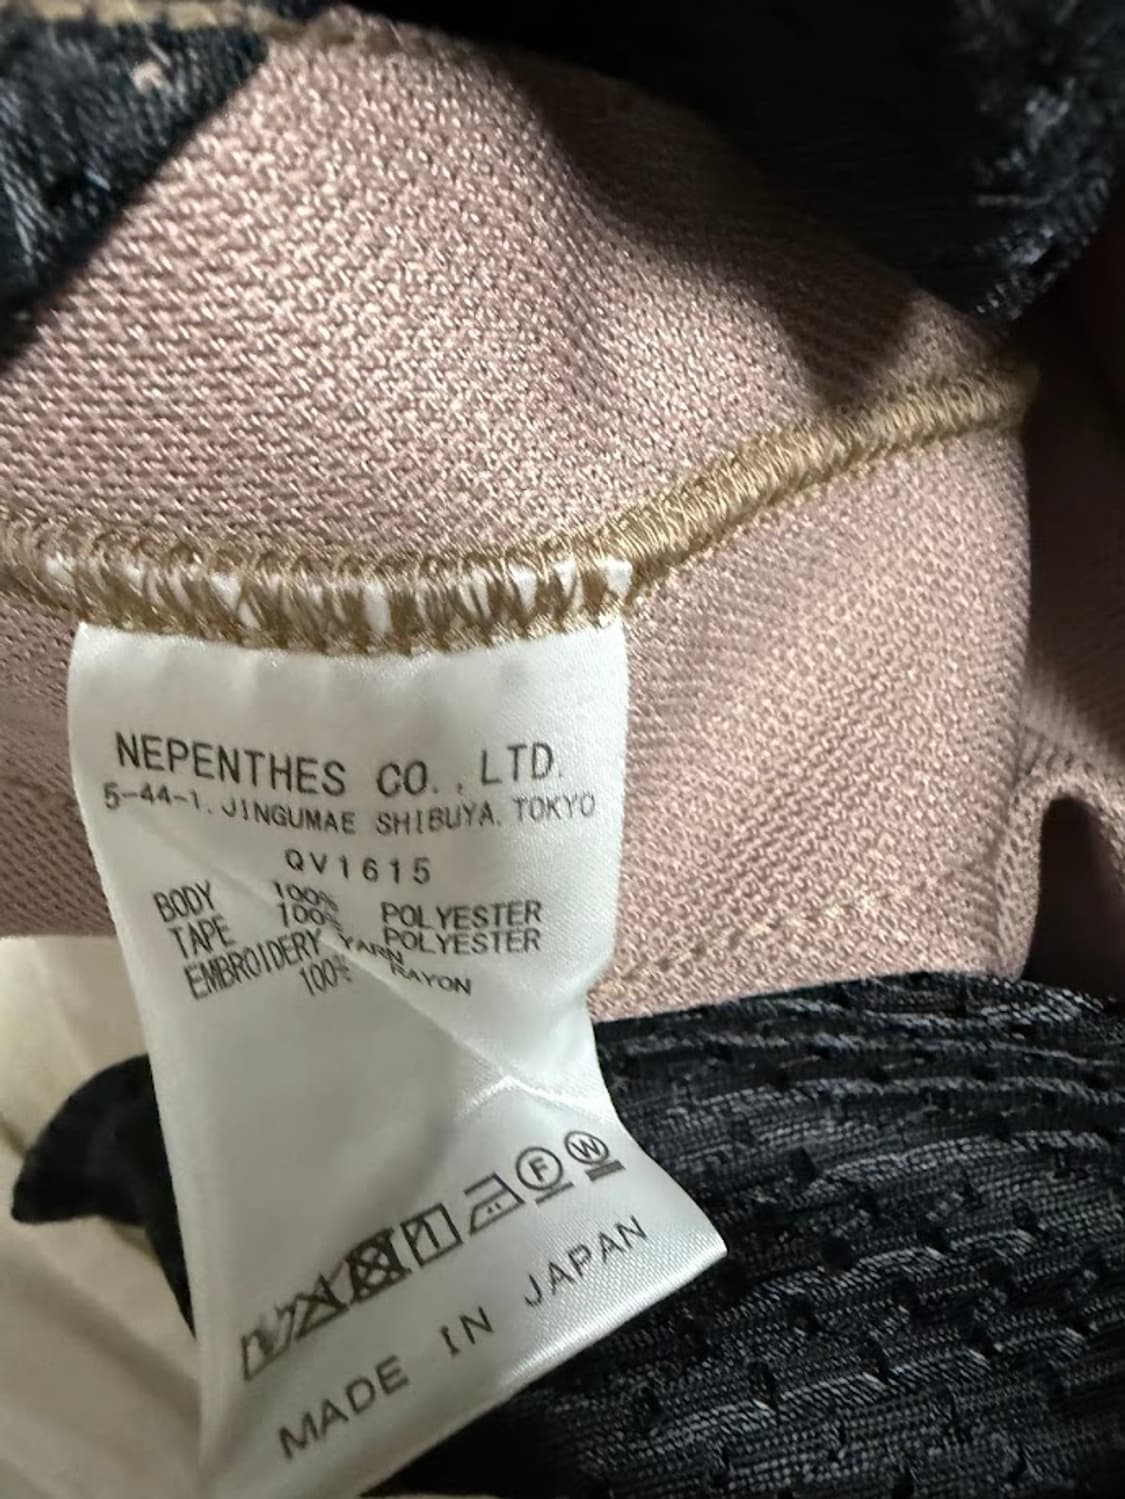 NEPENTHES CO., LTD.
5-44-1, JINGUMAE SHIBUYA, TOKYO
QV1615
BODY 100% POLYESTER
TAPE 100% POLYESTER
EMBROIDERY YARN
100% RAYON
F W
MADE IN JAPAN